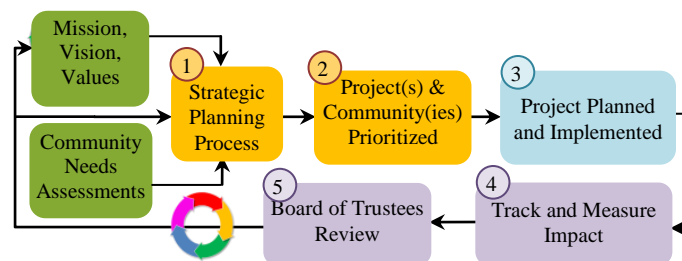 Mission,
Vision,
Values
1
Strategic
Planning
Process
2
Project(s) &
Community(ies)
Prioritized
3
Project Planned
and Implemented
Community
Needs
Assessments
5
Board of Trustees
Review
4
Track and Measure
Impact